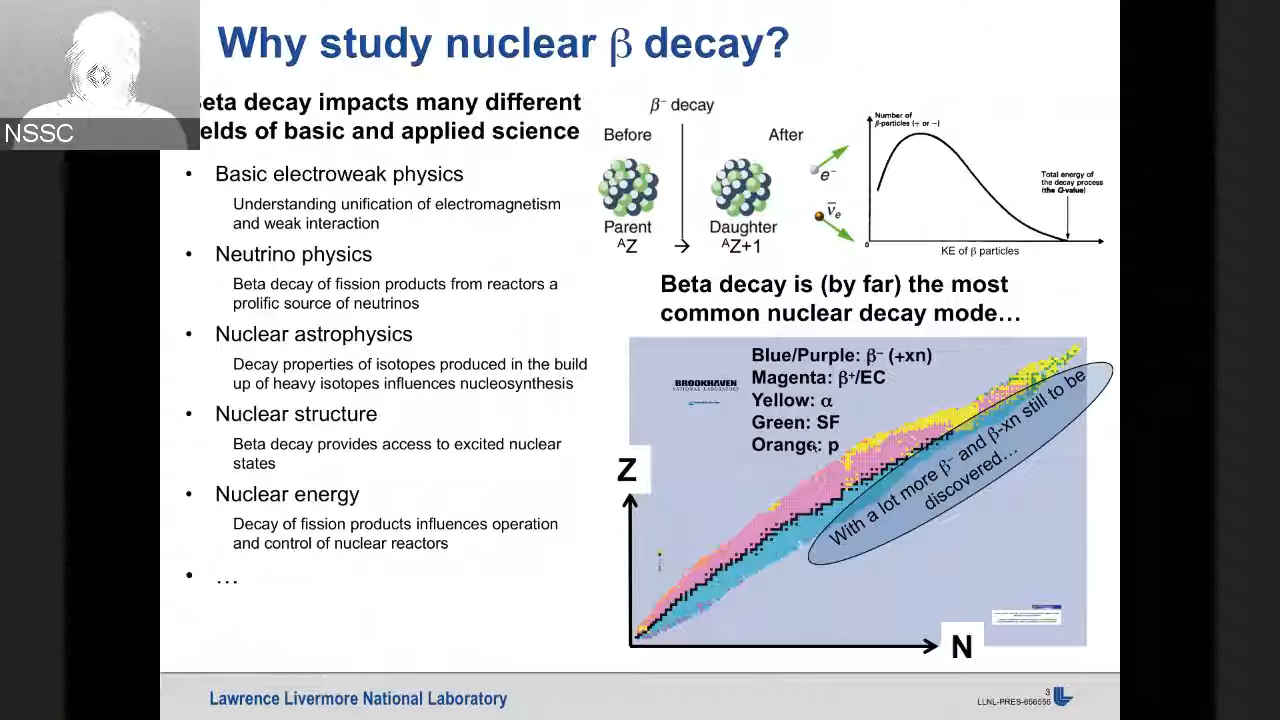 Why study nuclear β decay?
NSSC
eta decay impacts many different
elds of basic and applied science
• Basic electroweak physics
Understanding unification of electromagnetism
and weak interaction
• Neutrino physics
Beta decay of fission products from reactors a
prolific source of neutrinos
• Nuclear astrophysics
Decay properties of isotopes produced in the build
up of heavy isotopes influences nucleosynthesis
• Nuclear structure
Beta decay provides access to excited nuclear
states
• Nuclear energy
Decay of fission products influences operation
and control of nuclear reactors
• …
β⁻ decay
Before
After
e⁻
ν̅e
Parent
ᴬZ
→
Daughter
ᴬZ+1
Number of
β-particles (+ or −)
Total energy of
the decay process
(the Q-value)
0
KE of β particles
Beta decay is (by far) the most
common nuclear decay mode…
BROOKHAVEN
NATIONAL LABORATORY
Blue/Purple: β⁻ (+xn)
Magenta: β⁺/EC
Yellow: α
Green: SF
Orange: p
With a lot more β⁻ and β-xn still to be
discovered…
Z
N
Lawrence Livermore National Laboratory
3
LLNL-PRES-656556